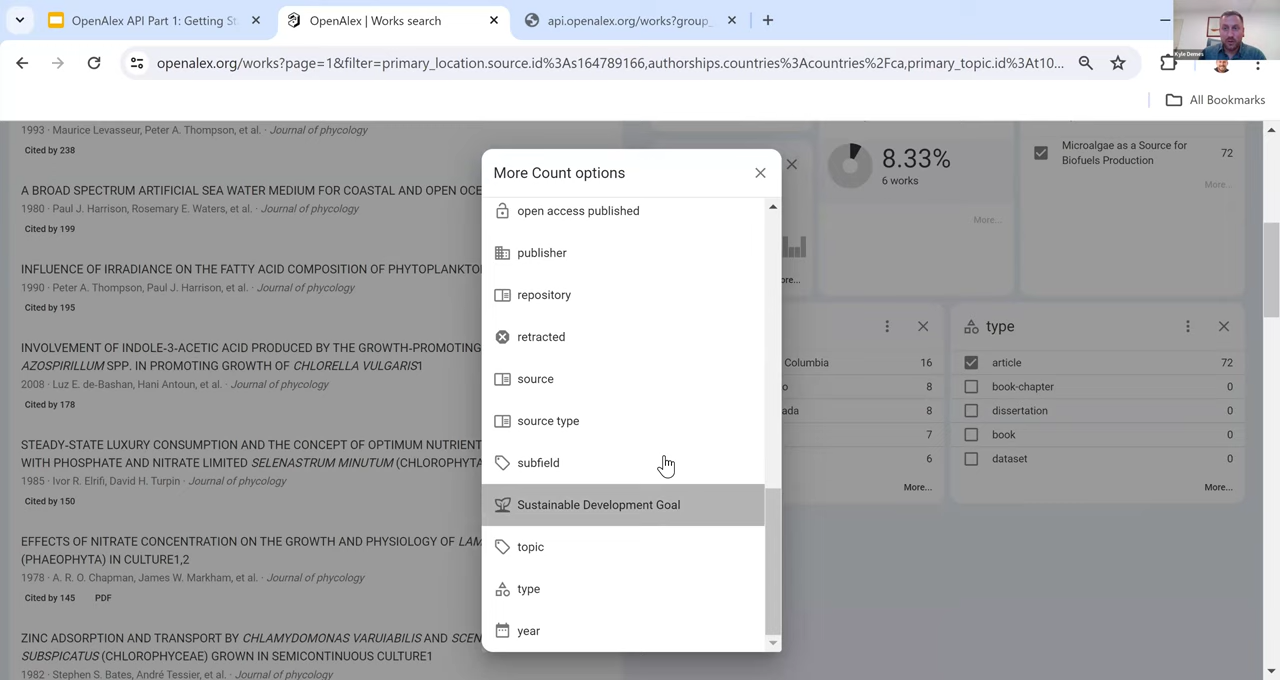 OpenAlex API Part 1: Getting St
OpenAlex | Works search
api.openalex.org/works?group_
Kyle Demers
openalex.org/works?page=1&filter=primary_locat
ource.id%3As164789166,authorships.countries%3Acountries%2Fca,primary_topic.id%3At10...
All Bookmarks
1993 · Maurice Levasseur, Peter A. Thompson, et al. · Journal of phycology
Cited by 238
A BROAD SPECTRUM ARTIFICIAL SEA WATER MEDIUM FOR COASTAL AND OPEN OCE
1980 · Paul J. Harrison, Rosemary E. Waters, et al. · Journal of phycology
Cited by 199
INFLUENCE OF IRRADIANCE ON THE FATTY ACID COMPOSITION OF PHYTOPLANKTO
1990 · Peter A. Thompson, Paul J. Harrison, et al. · Journal of phycology
Cited by 195
INVOLVEMENT OF INDOLE-3-ACETIC ACID PRODUCED BY THE GROWTH-PROMOTING
AZOSPIRILLUM SPP. IN PROMOTING GROWTH OF CHLORELLA VULGARIS1
2008 · Luz E. de-Bashan, Hani Antoun, et al. · Journal of phycology
Cited by 178
STEADY-STATE LUXURY CONSUMPTION AND THE CONCEPT OF OPTIMUM NUTRIENT
WITH PHOSPHATE AND NITRATE LIMITED SELENASTRUM MINUTUM (CHLOROPHYTA
1985 · Ivor R. Elrifi, David H. Turpin · Journal of phycology
Cited by 150
EFFECTS OF NITRATE CONCENTRATION ON THE GROWTH AND PHYSIOLOGY OF LAM
(PHAEOPHYTA) IN CULTURE1,2
1978 · A. R. O. Chapman, James W. Markham, et al. · Journal of phycology
Cited by 145 PDF
ZINC ADSORPTION AND TRANSPORT BY CHLAMYDOMONAS VARUIABILIS AND SCEN
SUBSPICATUS (CHLOROPHYCEAE) GROWN IN SEMICONTINUOUS CULTURE1
1982 · Stephen S. Bates, André Tessier, et al. · Journal of phycology
More Count options
open access published
publisher
repository
retracted
source
source type
subfield
Sustainable Development Goal
topic
type
year
8.33%
6 works
More...
Microalgae as a Source for
Biofuels Production
72
More...
ore...
Columbia 16
o 8
ada 8
7
6
More...
type
article 72
book-chapter 0
dissertation 0
book 0
dataset 0
More...